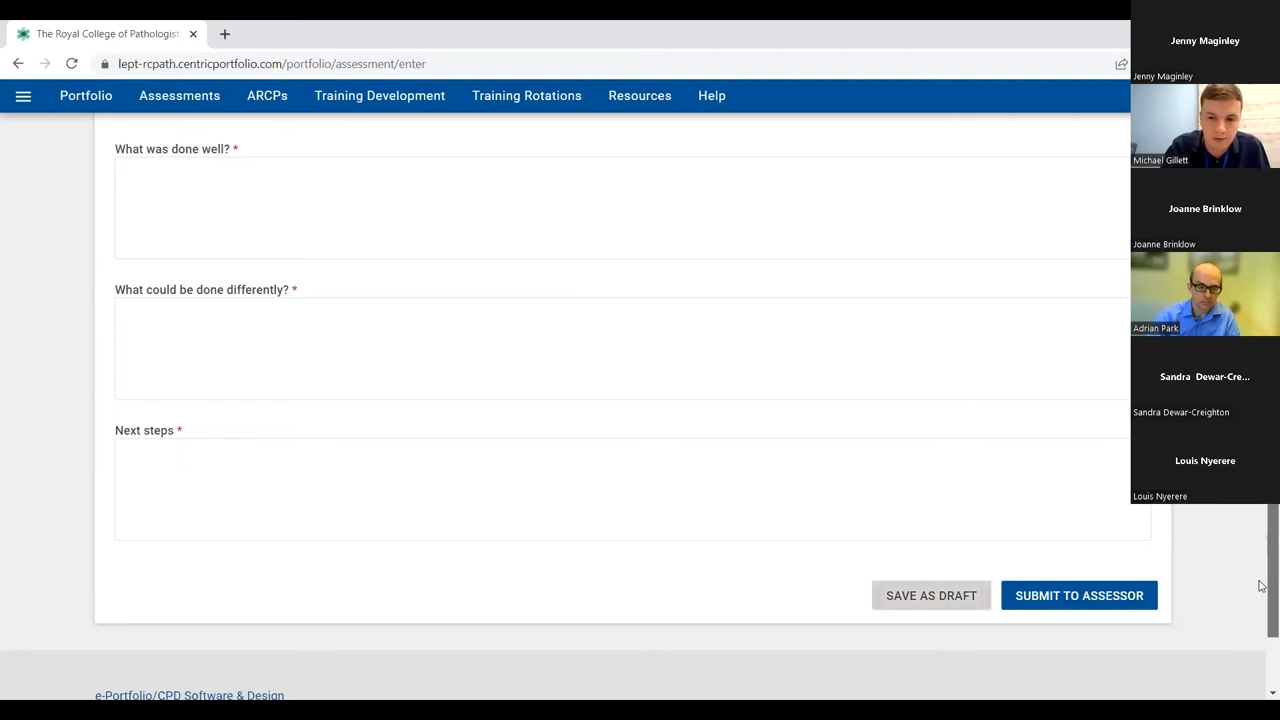 The Royal College of Pathologist
lept-rcpath.centricportfolio.com/portfolio/assessment/enter
Portfolio Assessments ARCPs Training Development Training Rotations Resources Help
What was done well? *
What could be done differently? *
Next steps *
SAVE AS DRAFT SUBMIT TO ASSESSOR
e-Portfolio/CPD Software & Design
Jenny Maginley
Jenny Maginley
Michael Gillett
Joanne Brinklow
Joanne Brinklow
Adrian Park
Sandra Dewar-Cre...
Sandra Dewar-Creighton
Louis Nyerere
Louis Nyerere